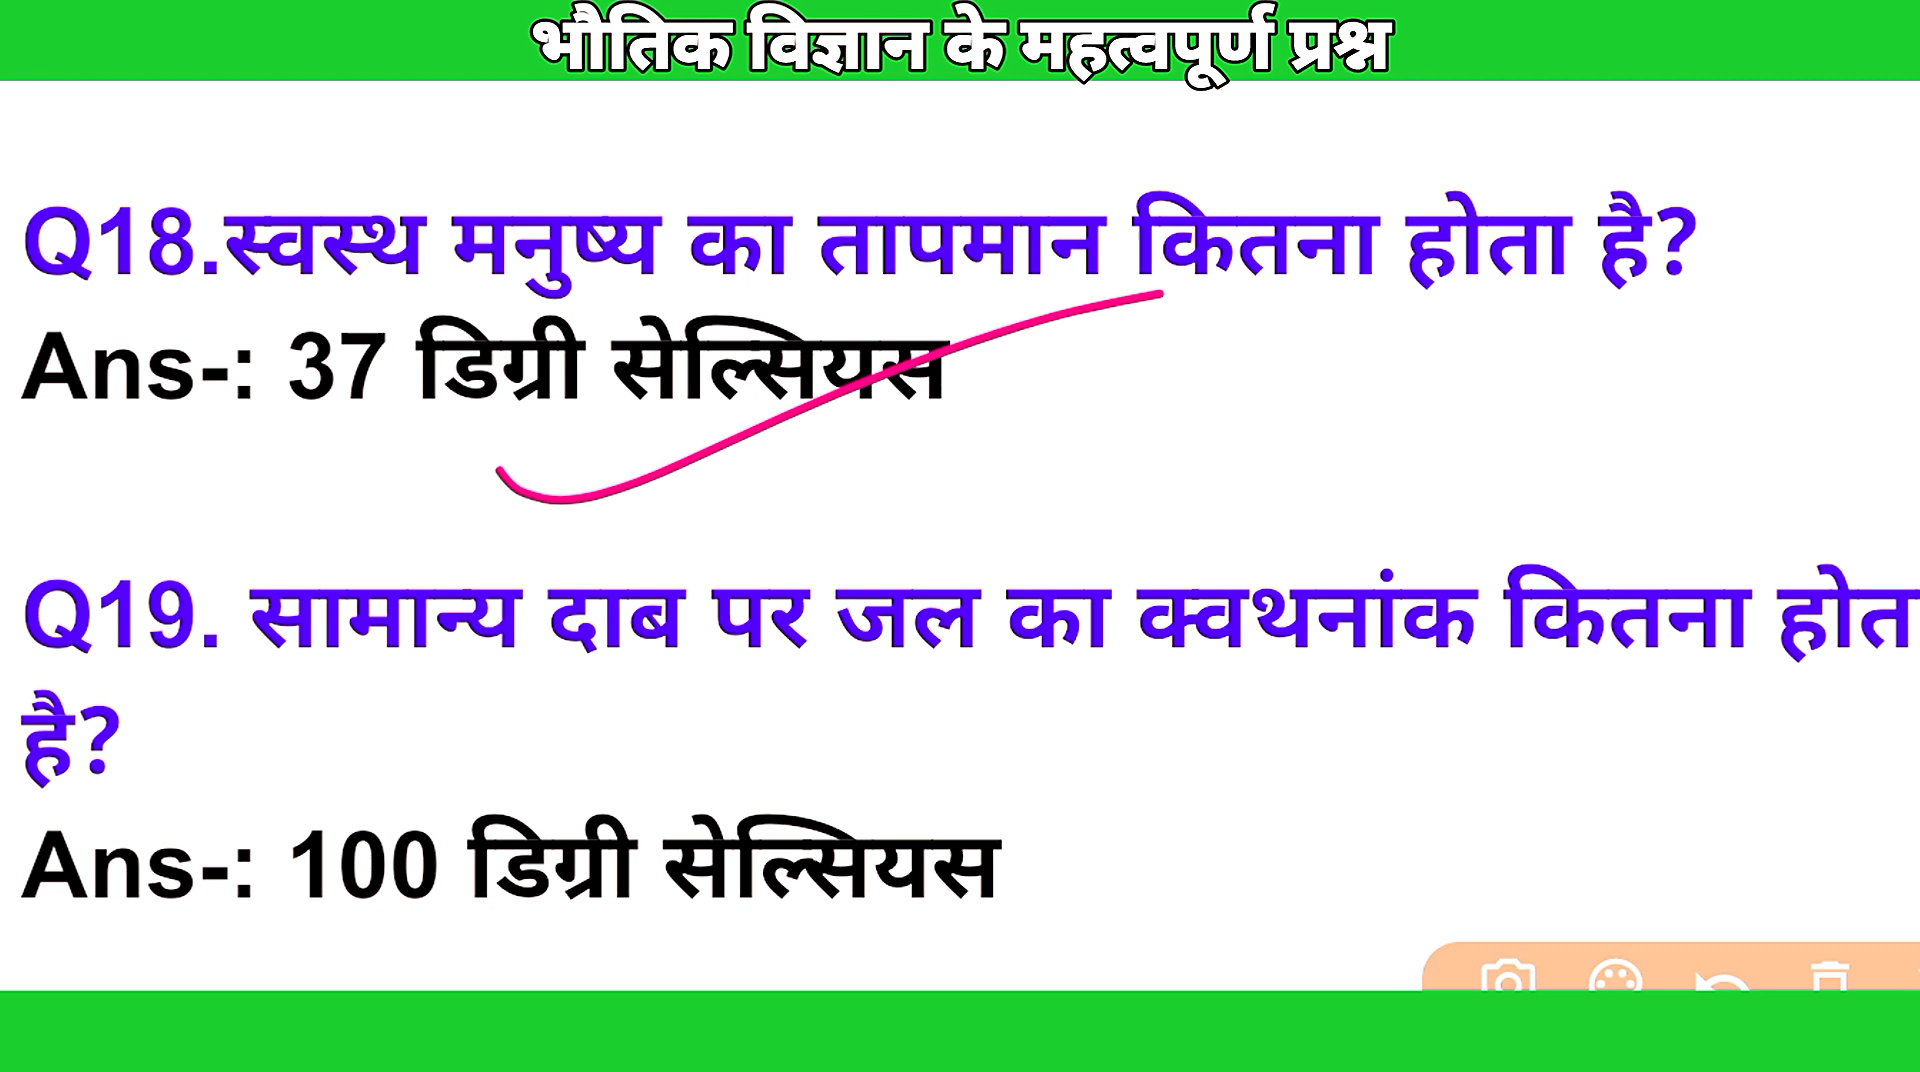 भौतिक विज्ञान के महत्वपूर्ण प्रश्न
Q18.स्वस्थ मनुष्य का तापमान कितना होता है?
Ans-: 37 डिग्री सेल्सियस
Q19. सामान्य दाब पर जल का क्वथनांक कितना होत
है?
Ans-: 100 डिग्री सेल्सियस